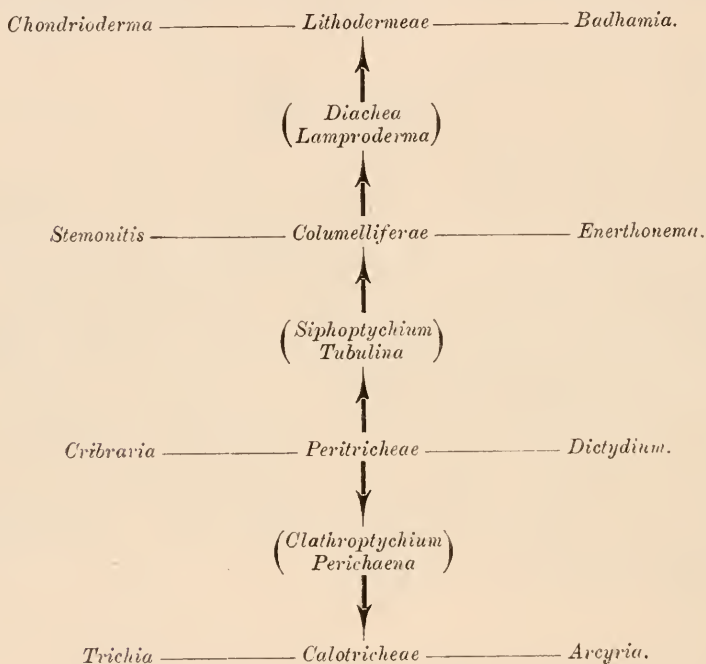 Chondrioderma — Lithodermeae — Badhamia.
(Diachea
Lamproderma)
Stemonitis — Columelliferae — Enerthonema.
(Siphoptychium
Tubulina)
Cribraria — Peritricheae — Dictydium.
(Clathroptychium
Perichaena)
Trichia — Calotricheae — Arcyria.